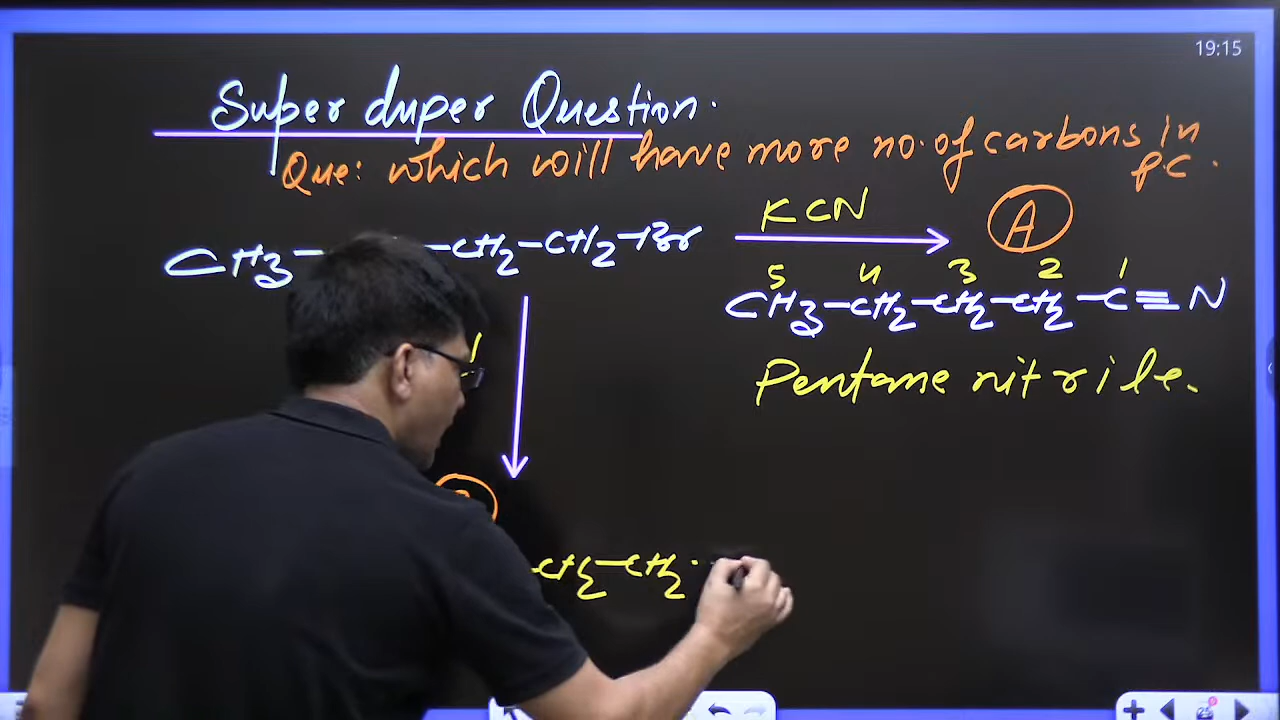 19:15
Super duper Question.
Que: which will have more no. of carbons in
P.C.
KCN
A
CH3- -CH2-CH2-Br
5 4 3 2 1
CH3-CH2-CH2-CH2-C≡N
Pentane nitrile.
CH2-CH2.